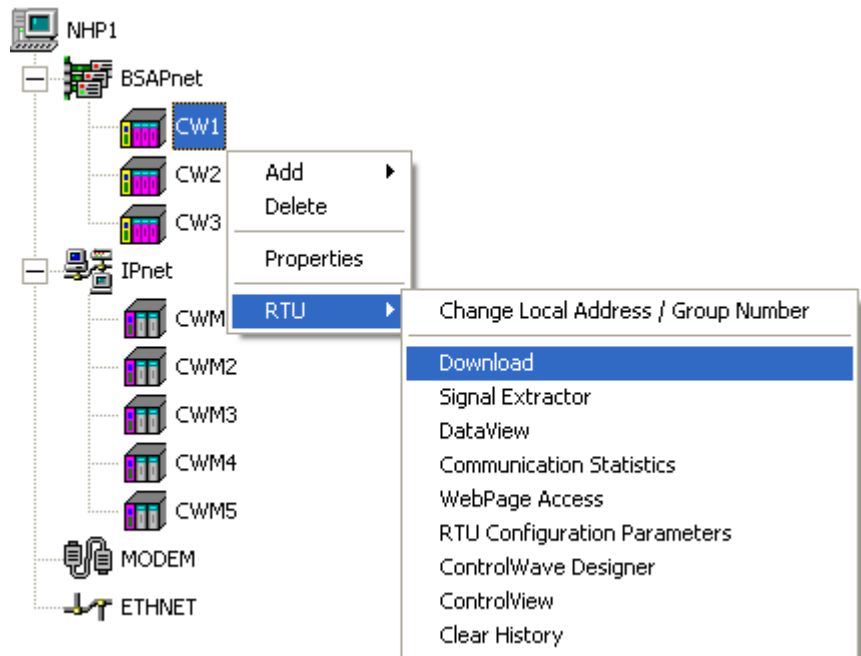 NHP1
BSAPnet
CW1
CW2
CW3
IPnet
CWM
CWM2
CWM3
CWM4
CWM5
MODEM
ETHNET
Add
Delete
Properties
RTU
Change Local Address / Group Number
Download
Signal Extractor
DataView
Communication Statistics
WebPage Access
RTU Configuration Parameters
ControlWave Designer
ControlView
Clear History